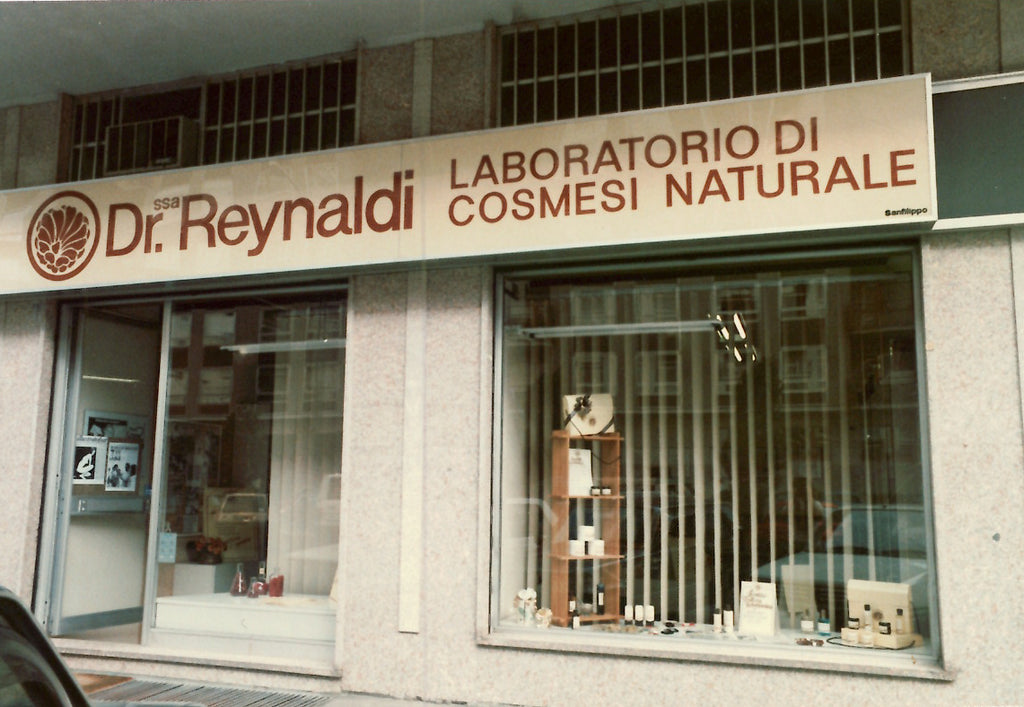 Dr.ssa Reynaldi
LABORATORIO DI
COSMESI NATURALE
Sanfilippo